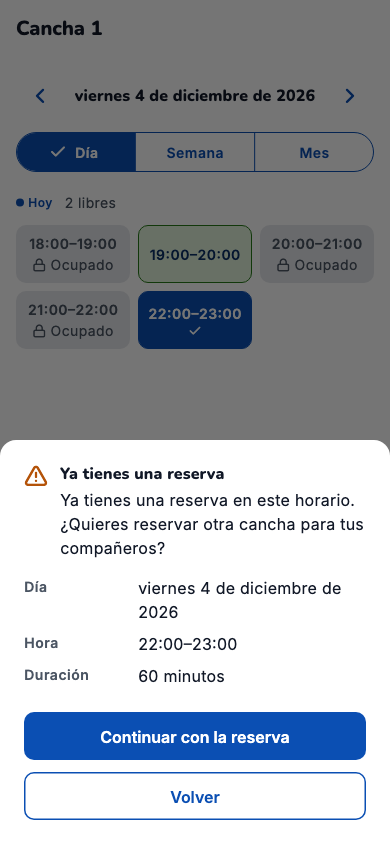 Cancha 1
viernes 4 de diciembre de 2026
Día
Semana
Mes
Hoy 2 libres
18:00–19:00
Ocupado
19:00–20:00
20:00–21:00
Ocupado
21:00–22:00
Ocupado
22:00–23:00
Ya tienes una reserva
Ya tienes una reserva en este horario.
¿Quieres reservar otra cancha para tus
compañeros?
Día
viernes 4 de diciembre de
2026
Hora
22:00–23:00
Duración
60 minutos
Continuar con la reserva
Volver